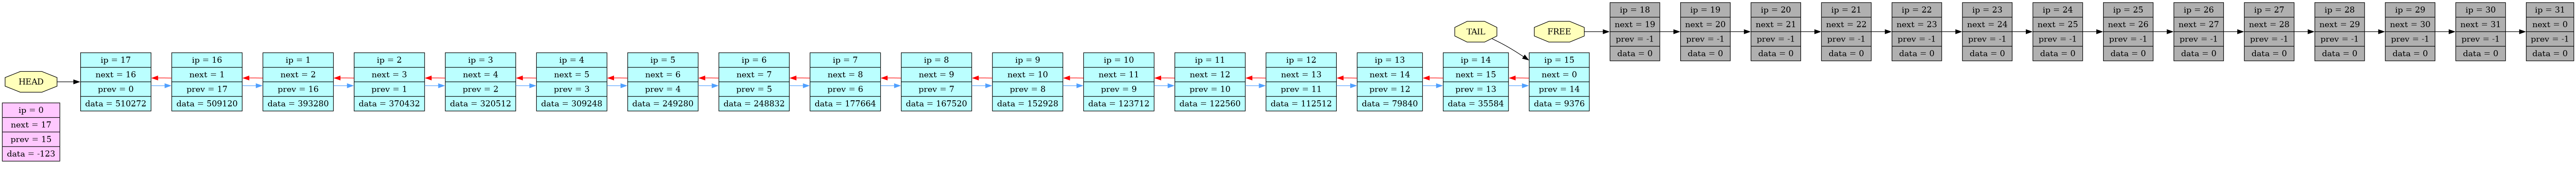 HEAD
ip = 0
next = 17
prev = 15
data = -123
ip = 17
next = 16
prev = 0
data = 510272
ip = 16
next = 1
prev = 17
data = 509120
ip = 1
next = 2
prev = 16
data = 393280
ip = 2
next = 3
prev = 1
data = 370432
ip = 3
next = 4
prev = 2
data = 320512
ip = 4
next = 5
prev = 3
data = 309248
ip = 5
next = 6
prev = 4
data = 249280
ip = 6
next = 7
prev = 5
data = 248832
ip = 7
next = 8
prev = 6
data = 177664
ip = 8
next = 9
prev = 7
data = 167520
ip = 9
next = 10
prev = 8
data = 152928
ip = 10
next = 11
prev = 9
data = 123712
ip = 11
next = 12
prev = 10
data = 122560
ip = 12
next = 13
prev = 11
data = 112512
ip = 13
next = 14
prev = 12
data = 79840
ip = 14
next = 15
prev = 13
data = 35584
TAIL
ip = 15
next = 0
prev = 14
data = 9376
FREE
ip = 18
next = 19
prev = -1
data = 0
ip = 19
next = 20
prev = -1
data = 0
ip = 20
next = 21
prev = -1
data = 0
ip = 21
next = 22
prev = -1
data = 0
ip = 22
next = 23
prev = -1
data = 0
ip = 23
next = 24
prev = -1
data = 0
ip = 24
next = 25
prev = -1
data = 0
ip = 25
next = 26
prev = -1
data = 0
ip = 26
next = 27
prev = -1
data = 0
ip = 27
next = 28
prev = -1
data = 0
ip = 28
next = 29
prev = -1
data = 0
ip = 29
next = 30
prev = -1
data = 0
ip = 30
next = 31
prev = -1
data = 0
ip = 31
next = 0
prev = -1
data = 0